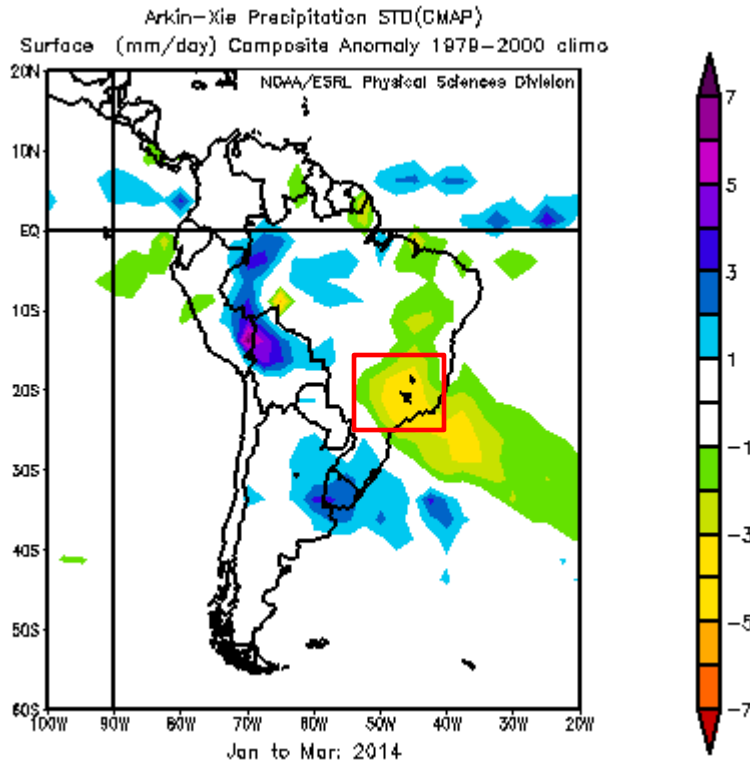 Arkin-Xie Precipitation STD(CMAP)
Surface (mm/day) Composite Anomaly 1979-2000 climo
NOAA/ESRL Physical Sciences Division
20N
10N
EQ
10S
20S
30S
40S
50S
60S
100W 90W 80W 70W 60W 50W 40W 30W 20W
Jan to Mar: 2014
7
5
3
1
-1
-3
-5
-7